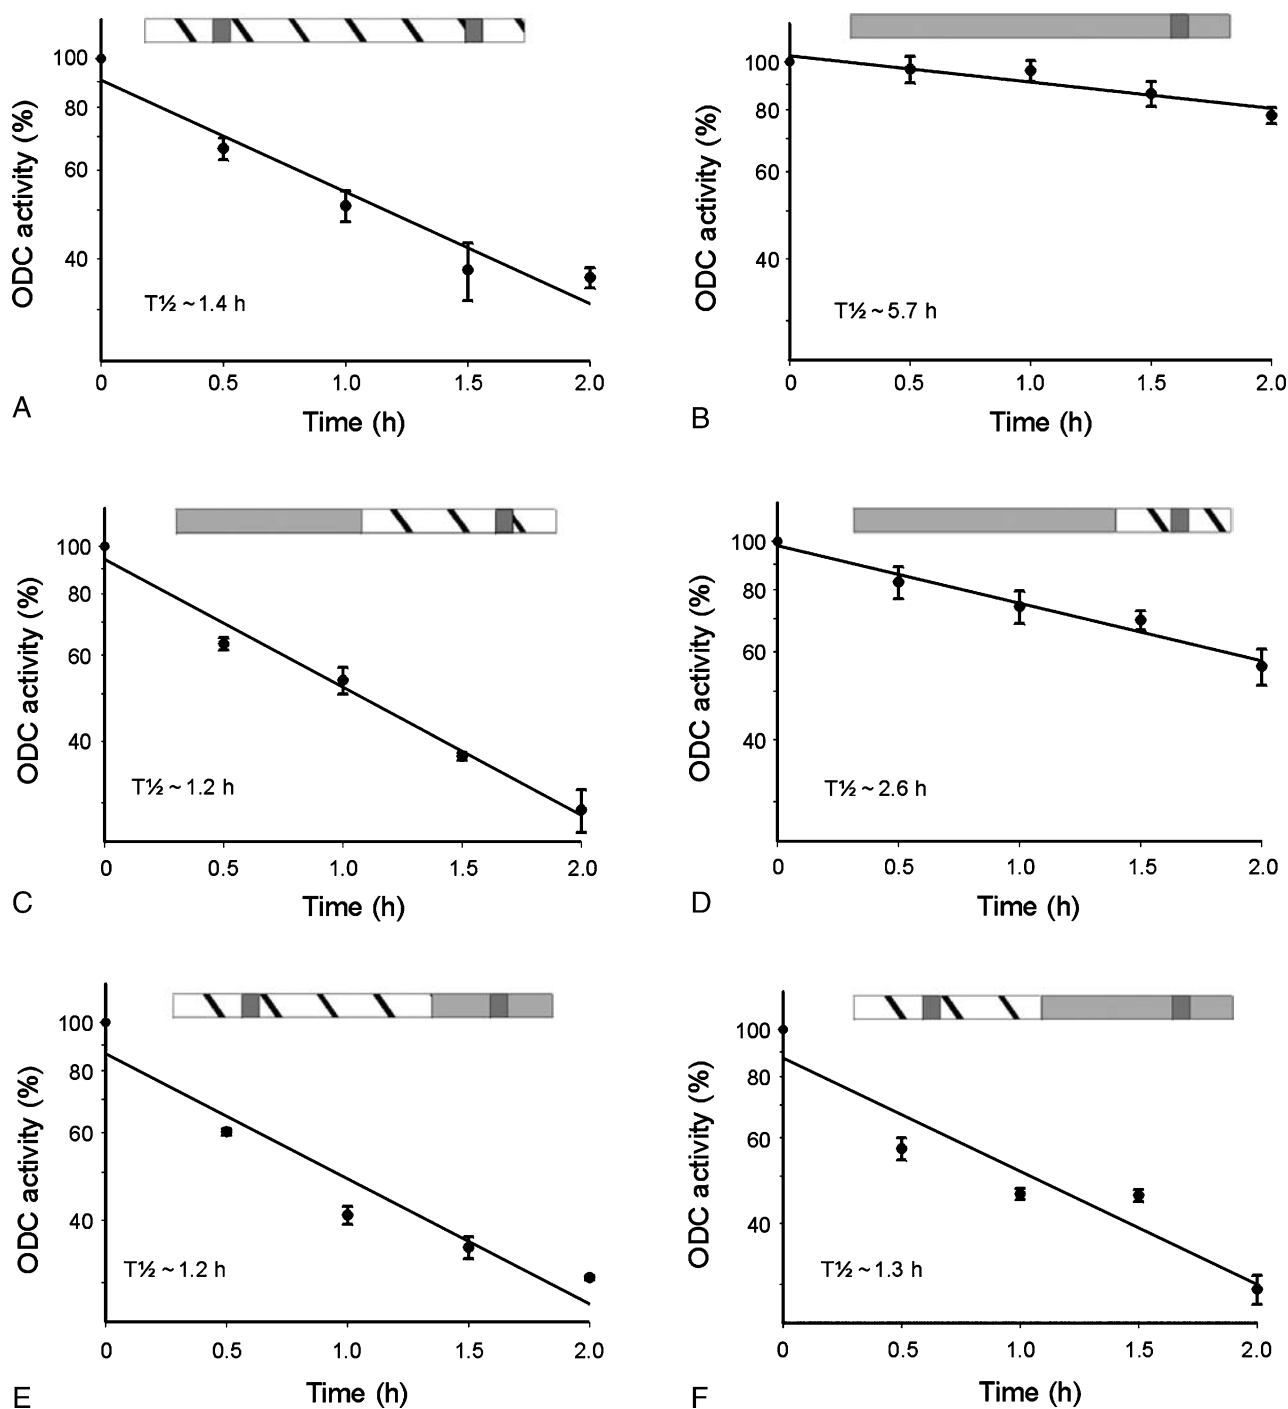 100
80
60
40
ODC activity (%)
T½ ~ 1.4 h
0 0.5 1.0 1.5 2.0
Time (h)
A
100
80
60
40
ODC activity (%)
T½ ~ 5.7 h
0 0.5 1.0 1.5 2.0
Time (h)
B
100
80
60
40
ODC activity (%)
T½ ~ 1.2 h
0 0.5 1.0 1.5 2.0
Time (h)
C
100
80
60
40
ODC activity (%)
T½ ~ 2.6 h
0 0.5 1.0 1.5 2.0
Time (h)
D
100
80
60
40
ODC activity (%)
T½ ~ 1.2 h
0 0.5 1.0 1.5 2.0
Time (h)
E
100
80
60
40
ODC activity (%)
T½ ~ 1.3 h
0 0.5 1.0 1.5 2.0
Time (h)
F